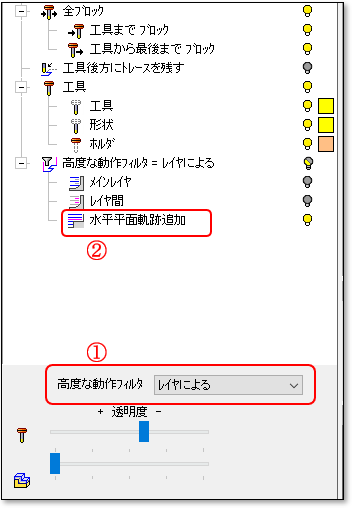 全ブロック
工具まで ブロック
工具から最後まで ブロック
工具後方にトレースを残す
工具
工具
形状
ホルダ
高度な動作フィルタ = レイヤによる
メインレイヤ
レイヤ間
水平平面軌跡追加
②
①
高度な動作フィルタ レイヤによる
+ 透明度 -